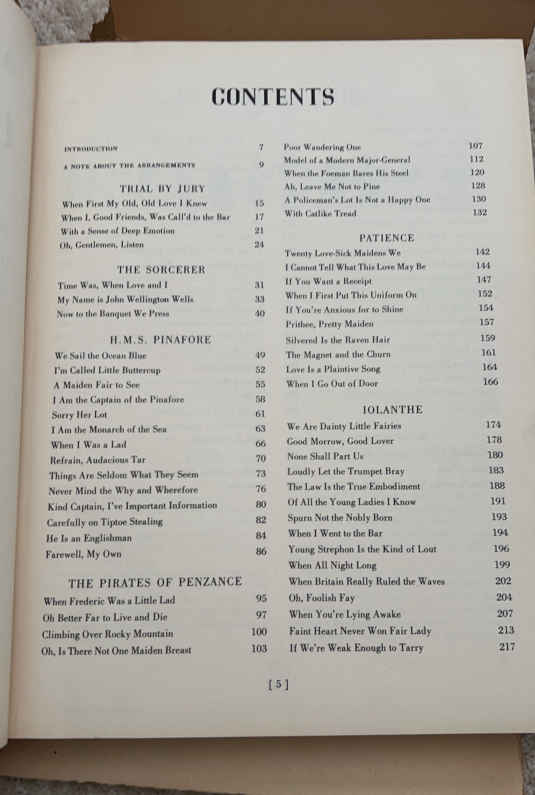 CONTENTS
INTRODUCTION 7
A NOTE ABOUT THE ARRANGEMENTS 9
TRIAL BY JURY
When First My Old, Old Love I Knew 15
When I, Good Friends, Was Call'd to the Bar 17
With a Sense of Deep Emotion 21
Oh, Gentlemen, Listen 24
THE SORCERER
Time Was, When Love and I 31
My Name is John Wellington Wells 33
Now to the Banquet We Press 40
H.M.S. PINAFORE
We Sail the Ocean Blue 49
I'm Called Little Buttercup 52
A Maiden Fair to See 55
I Am the Captain of the Pinafore 58
Sorry Her Lot 61
I Am the Monarch of the Sea 63
When I Was a Lad 66
Refrain, Audacious Tar 70
Things Are Seldom What They Seem 73
Never Mind the Why and Wherefore 76
Kind Captain, I've Important Information 80
Carefully on Tiptoe Stealing 82
He Is an Englishman 84
Farewell, My Own 86
THE PIRATES OF PENZANCE
When Frederic Was a Little Lad 95
Oh Better Far to Live and Die 97
Climbing Over Rocky Mountain 100
Oh, Is There Not One Maiden Breast 103
Poor Wandering One 107
Model of a Modern Major-General 112
When the Foeman Bares His Steel 120
Ah, Leave Me Not to Pine 128
A Policeman's Lot Is Not a Happy One 130
With Catlike Tread 132
PATIENCE
Twenty Love-Sick Maidens We 142
I Cannot Tell What This Love May Be 144
If You Want a Receipt 147
When I First Put This Uniform On 152
If You're Anxious for to Shine 154
Prithee, Pretty Maiden 157
Silvered Is the Raven Hair 159
The Magnet and the Churn 161
Love Is a Plaintive Song 164
When I Go Out of Door 166
IOLANTHE
We Are Dainty Little Fairies 174
Good Morrow, Good Lover 178
None Shall Part Us 180
Loudly Let the Trumpet Bray 183
The Law Is the True Embodiment 188
Of All the Young Ladies I Know 191
Spurn Not the Nobly Born 193
When I Went to the Bar 194
Young Strephon Is the Kind of Lout 196
When All Night Long 199
When Britain Really Ruled the Waves 202
Oh, Foolish Fay 204
When You're Lying Awake 207
Faint Heart Never Won Fair Lady 213
If We're Weak Enough to Tarry 217
[ 5 ]